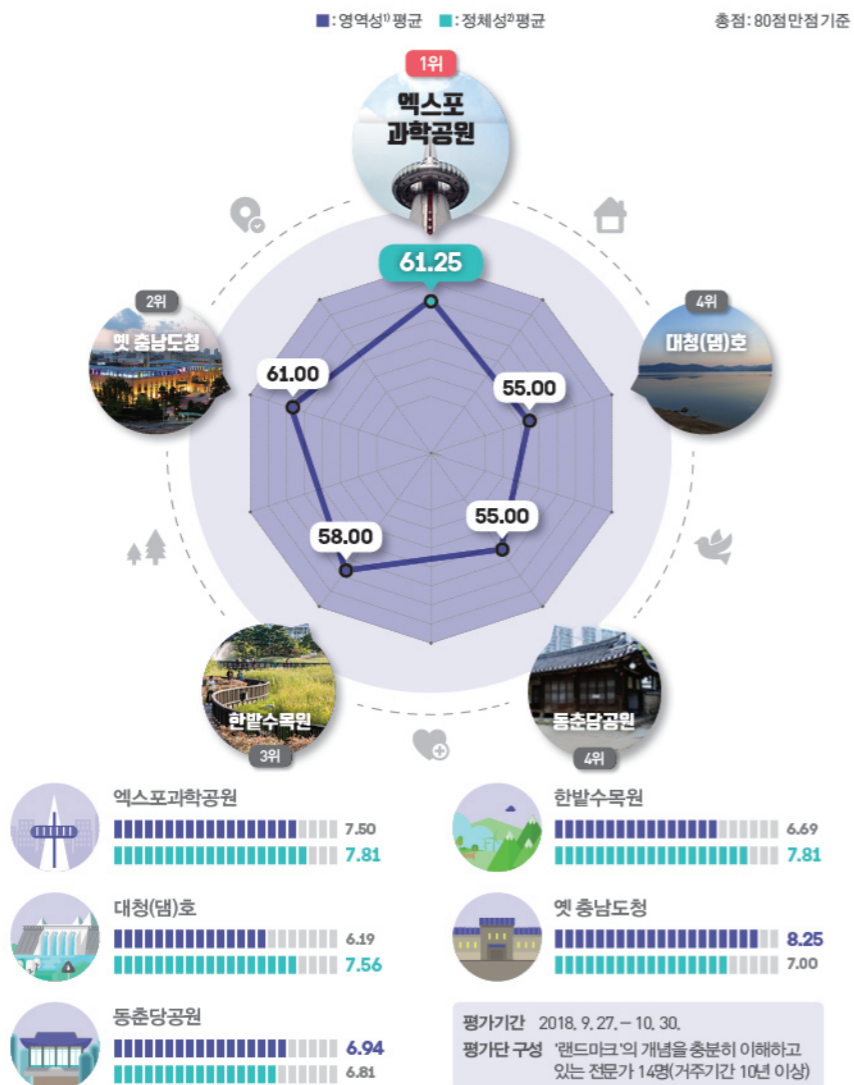 ■:영역성¹⁾평균 ■:정체성²⁾평균 총점:80점만점기준
1위
엑스포
과학공원
61.25
2위
옛 충남도청
4위
대청(댐)호
61.00
55.00
58.00
55.00
한밭수목원
3위
동춘담공원
4위
엑스포과학공원
7.50
7.81
한밭수목원
6.69
7.81
대청(댐)호
6.19
7.56
옛 충남도청
8.25
7.00
동춘당공원
6.94
6.81
평가기간 2018. 9. 27. – 10. 30.
평가단 구성 '랜드마크'의 개념을 충분히 이해하고
있는 전문가 14명(거주기간 10년 이상)